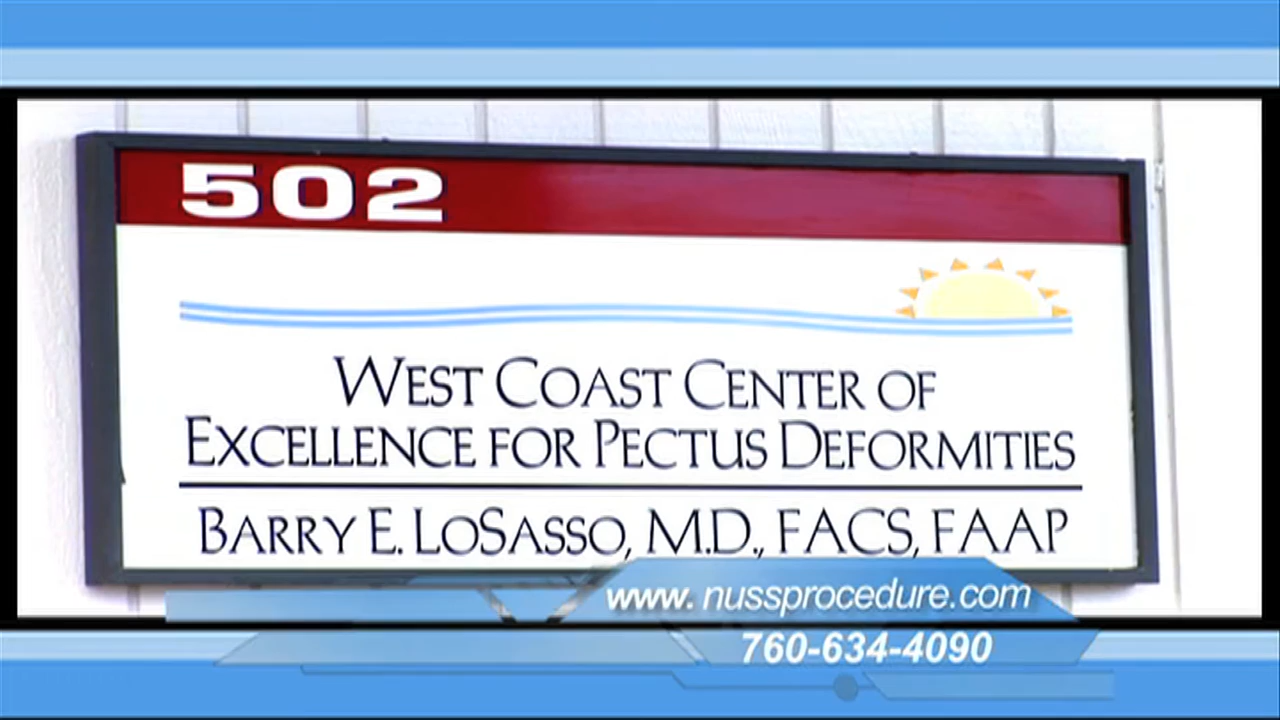 502
WEST COAST CENTER OF
EXCELLENCE FOR PECTUS DEFORMITIES
BARRY E. LOSASSO, M.D., FACS, FAAP
www. nussprocedure.com
760-634-4090